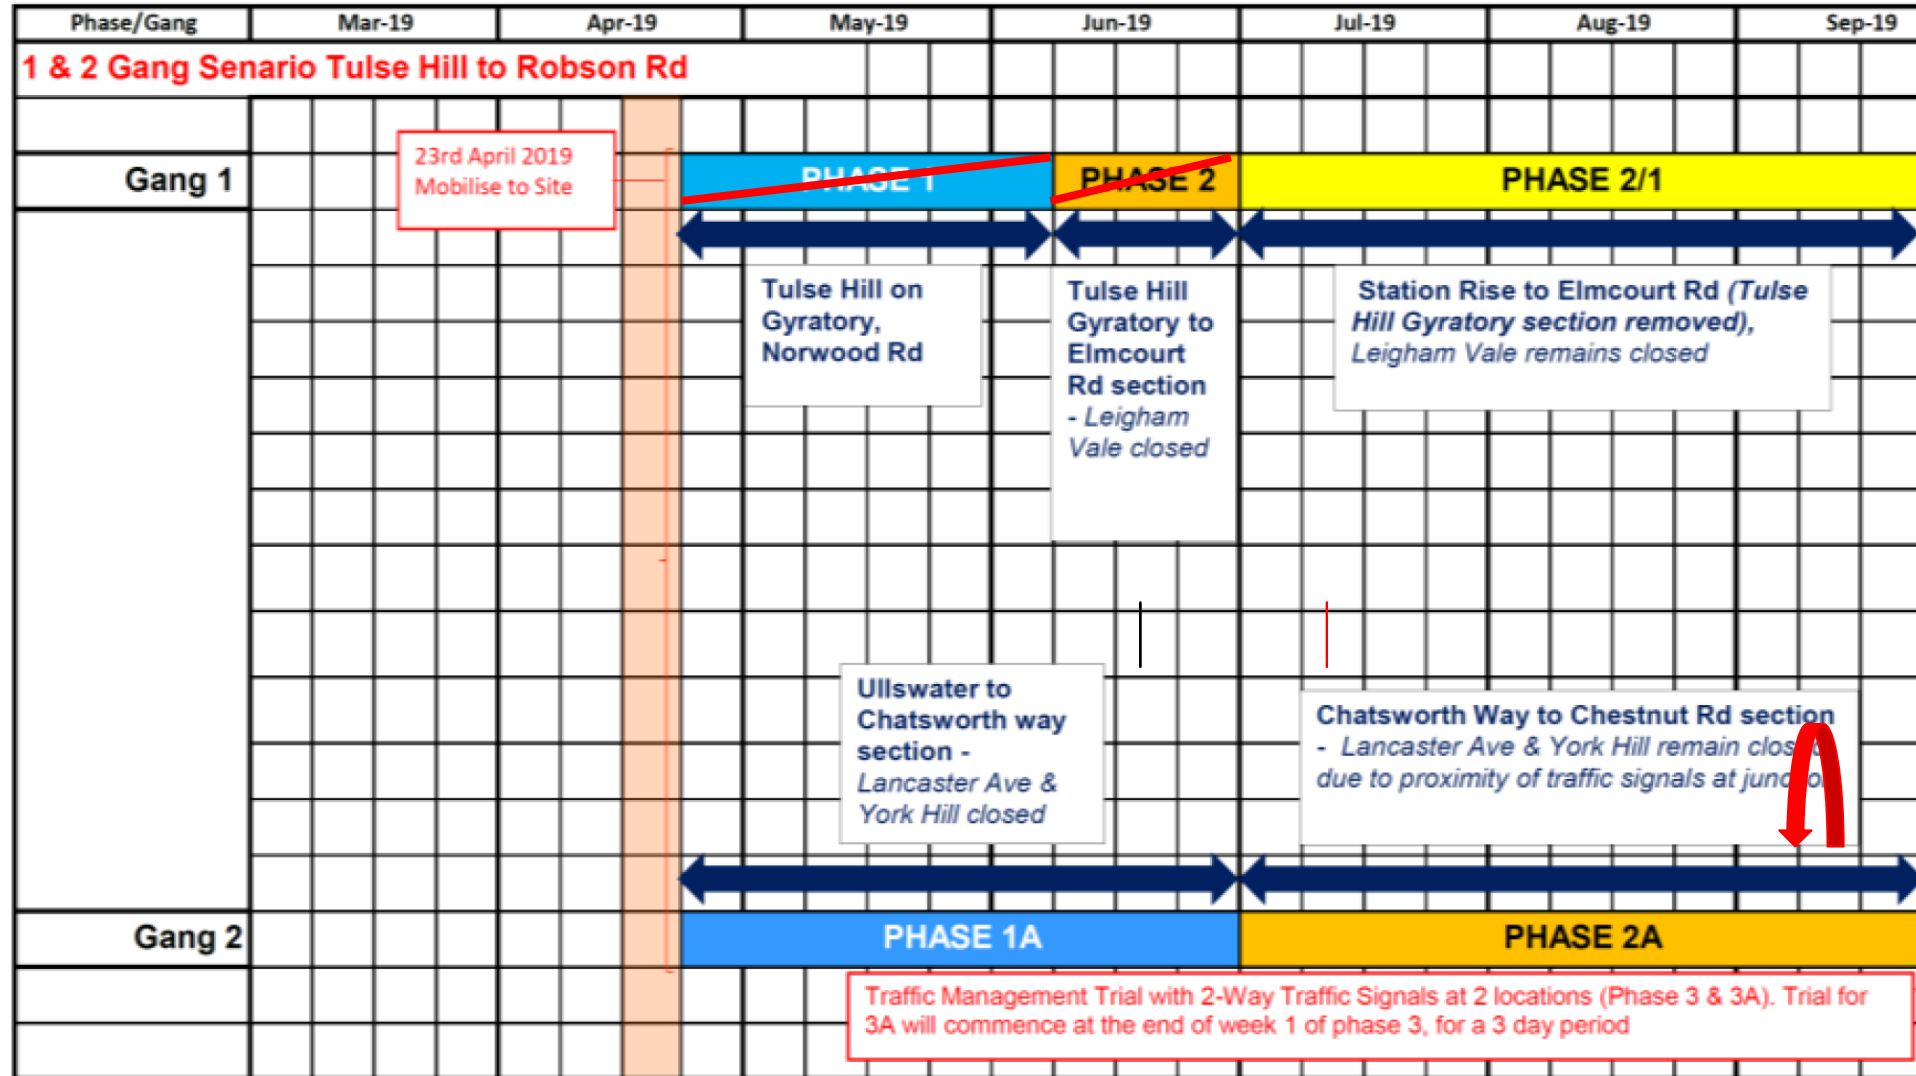 Phase/Gang Mar-19 Apr-19 May-19 Jun-19 Jul-19 Aug-19 Sep-19
1 & 2 Gang Senario Tulse Hill to Robson Rd
23rd April 2019
Mobilise to Site
Gang 1 PHASE 1 PHASE 2 PHASE 2/1
Tulse Hill on
Gyratory,
Norwood Rd
Tulse Hill
Gyratory to
Elmcourt
Rd section
- Leigham
Vale closed
Station Rise to Elmcourt Rd (Tulse
Hill Gyratory section removed),
Leigham Vale remains closed
Ullswater to
Chatsworth way
section -
Lancaster Ave &
York Hill closed
Chatsworth Way to Chestnut Rd section
- Lancaster Ave & York Hill remain closed
due to proximity of traffic signals at junction
Gang 2 PHASE 1A PHASE 2A
Traffic Management Trial with 2-Way Traffic Signals at 2 locations (Phase 3 & 3A). Trial for
3A will commence at the end of week 1 of phase 3, for a 3 day period